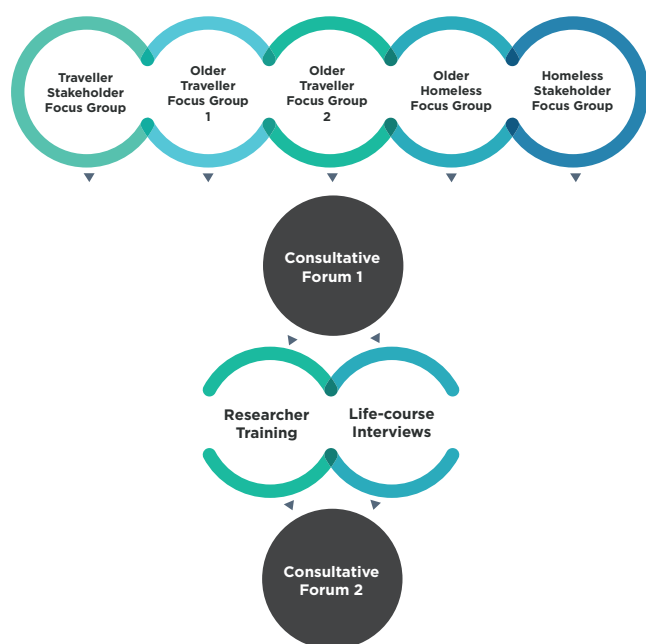 Traveller
Stakeholder
Focus Group
Older
Traveller
Focus Group
1
Older
Traveller
Focus Group
2
Older
Homeless
Focus Group
Homeless
Stakeholder
Focus Group
Consultative
Forum 1
Researcher
Training
Life-course
Interviews
Consultative
Forum 2